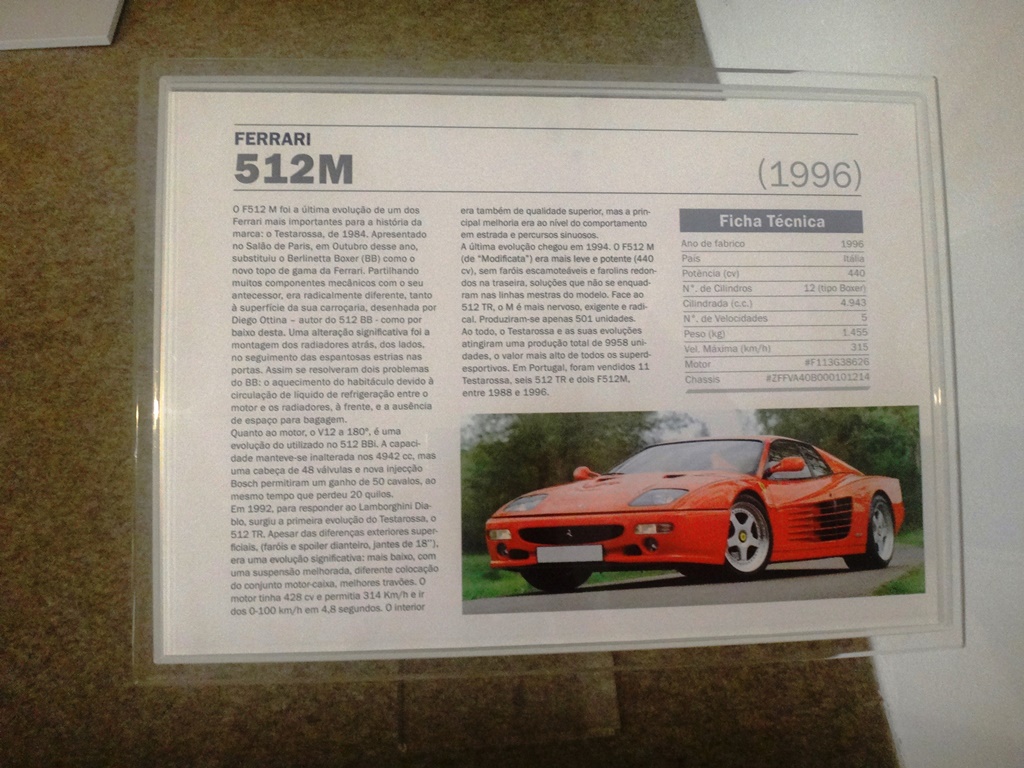 FERRARI
512M
(1996)
O F512 M foi a última evolução de um dos
Ferrari mais importantes para a história da
marca: o Testarossa, de 1984. Apresentado
no Salão de Paris, em Outubro desse ano,
substituiu o Berlinetta Boxer (BB) como o
novo topo de gama da Ferrari. Partilhando
muitos componentes mecânicos com o seu
antecessor, era radicalmente diferente, tanto
à superfície da sua carroçaria, desenhada por
Diego Ottina – autor do 512 BB - como por
baixo desta. Uma alteração significativa foi a
montagem dos radiadores atrás, dos lados,
no seguimento das espantosas estrias nas
portas. Assim se resolveram dois problemas
do BB: o aquecimento do habitáculo devido à
circulação de líquido de refrigeração entre o
motor e os radiadores, à frente, e a ausência
de espaço para bagagem.
Quanto ao motor, o V12 a 180º, é uma
evolução do utilizado no 512 BBi. A capaci-
dade manteve-se inalterada nos 4942 cc, mas
uma cabeça de 48 válvulas e nova injecção
Bosch permitiram um ganho de 50 cavalos, ao
mesmo tempo que perdeu 20 quilos.
Em 1992, para responder ao Lamborghini Dia-
blo, surgiu a primeira evolução do Testarossa, o
512 TR. Apesar das diferenças exteriores super-
ficiais, (faróis e spoiler dianteiro, jantes de 18"),
era uma evolução significativa: mais baixo, com
uma suspensão melhorada, diferente colocação
do conjunto motor-caixa, melhores travões. O
motor tinha 428 cv e permitia 314 Km/h e ir
dos 0-100 km/h em 4,8 segundos. O interior
era também de qualidade superior, mas a prin-
cipal melhoria era ao nível do comportamento
em estrada e percursos sinuosos.
A última evolução chegou em 1994. O F512 M
(de "Modificata") era mais leve e potente (440
cv), sem faróis escamoteáveis e farolins redon-
dos na traseira, soluções que não se enquad-
ram nas linhas mestras do modelo. Face ao
512 TR, o M é mais nervoso, exigente e radi-
cal. Produziram-se apenas 501 unidades.
Ao todo, o Testarossa e as suas evoluções
atingiram uma produção total de 9958 uni-
dades, o valor mais alto de todos os superd-
esportivos. Em Portugal, foram vendidos 11
Testarossa, seis 512 TR e dois F512M,
entre 1988 e 1996.
Ficha Técnica
Ano de fabrico 1996
País Itália
Potência (cv) 440
Nº. de Cilindros 12 (tipo Boxer)
Cilindrada (c.c.) 4.943
Nº. de Velocidades 5
Peso (kg) 1.455
Vel. Máxima (km/h) 315
Motor #F113G38626
Chassis #ZFFVA40B000101214